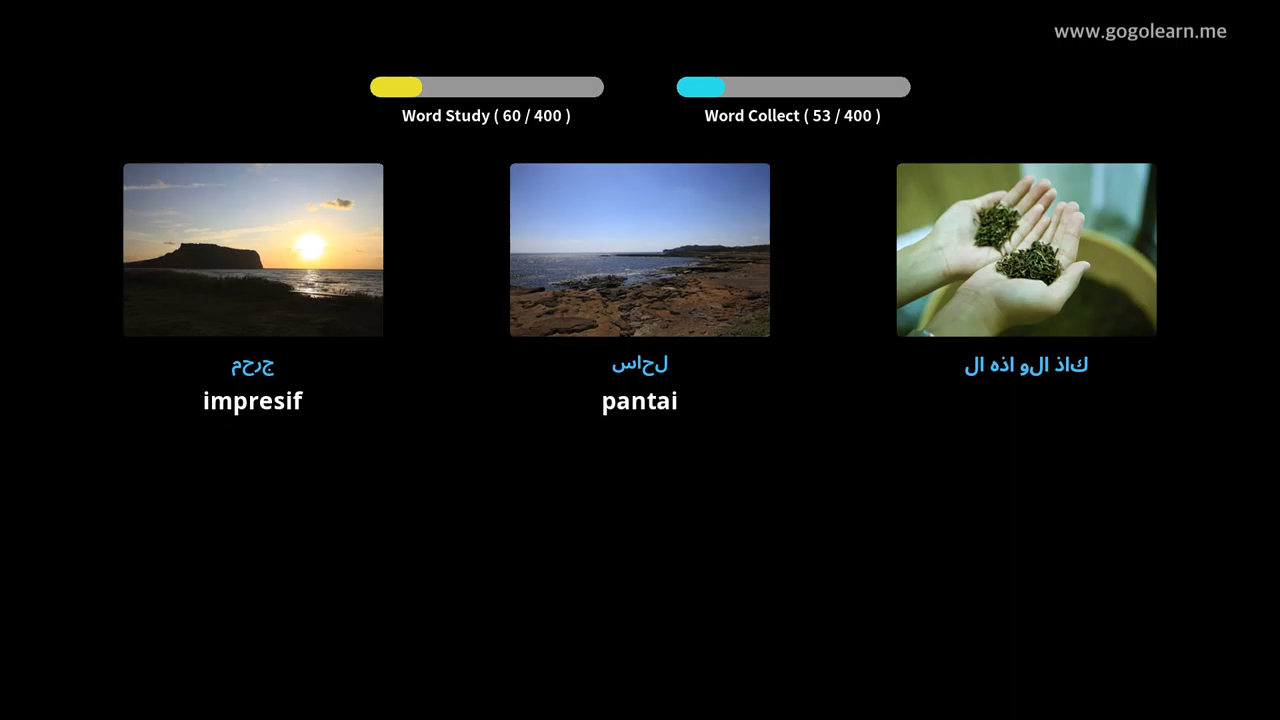 www.gogolearn.me
Word Study ( 60 / 400 )
Word Collect ( 53 / 400 )
جرحم
impresif
لحاس
pantai
كاذ الو اذه ال